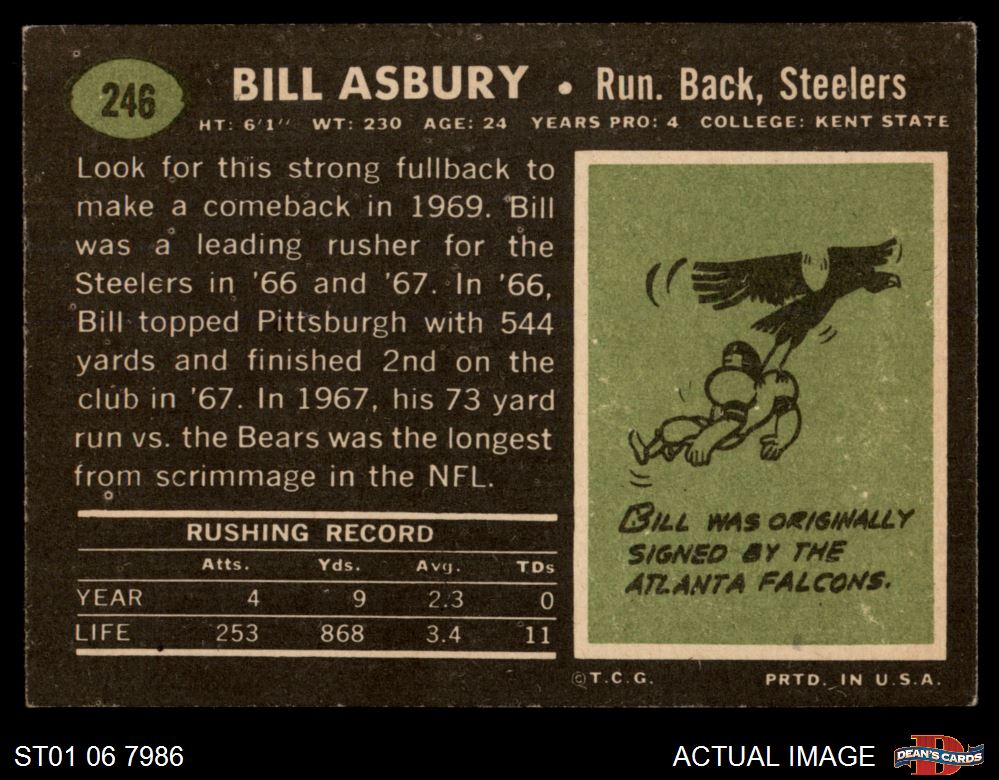 246
BILL ASBURY • Run. Back, Steelers
HT: 6'1'' WT: 230 AGE: 24 YEARS PRO: 4 COLLEGE: KENT STATE
Look for this strong fullback to
make a comeback in 1969. Bill
was a leading rusher for the
Steelers in '66 and '67. In '66,
Bill topped Pittsburgh with 544
yards and finished 2nd on the
club in '67. In 1967, his 73 yard
run vs. the Bears was the longest
from scrimmage in the NFL.
RUSHING RECORD
Atts. Yds. Avg. TDs
YEAR 4 9 2.3 0
LIFE 253 868 3.4 11
BILL WAS ORIGINALLY
SIGNED BY THE
ATLANTA FALCONS.
©T.C.G. PRTD. IN U.S.A.
ST01 06 7986 ACTUAL IMAGE
DEAN'S CARDS